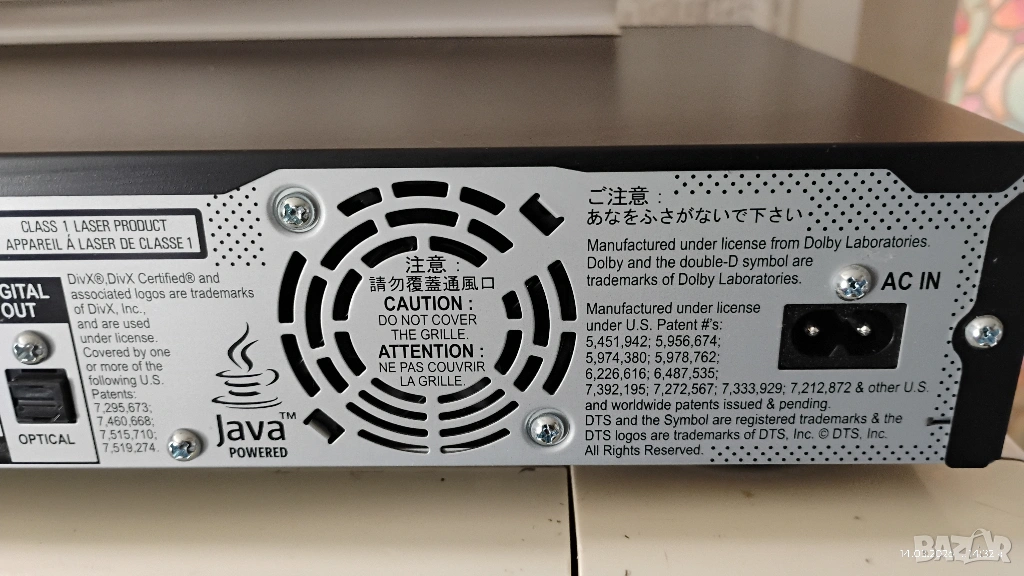 CLASS 1 LASER PRODUCT
APPAREIL Á LASER DE CLASSE 1
DivX®,DivX Certified® and
associated logos are trademarks
of DivX, Inc.,
and are used
under license.
Covered by one
or more of the
following U.S.
Patents:
7,295,673;
7,460,668;
7,515,710;
7,519,274.
IGITAL
OUT
OPTICAL
Java™
POWERED
注意:
請勿覆蓋通風口
CAUTION :
DO NOT COVER
THE GRILLE.
ATTENTION :
NE PAS COUVRIR
LA GRILLE.
ご注意:
あなをふさがないで下さい
Manufactured under license from Dolby Laboratories.
Dolby and the double-D symbol are
trademarks of Dolby Laboratories.
Manufactured under license
under U.S. Patent #'s:
5,451,942; 5,956,674;
5,974,380; 5,978,762;
6,226,616; 6,487,535;
7,392,195; 7,272,567; 7,333,929; 7,212,872 & other U.S.
and worldwide patents issued & pending.
DTS and the Symbol are registered trademarks & the
DTS logos are trademarks of DTS, Inc. © DTS, Inc.
All Rights Reserved.
AC IN
BAZAR